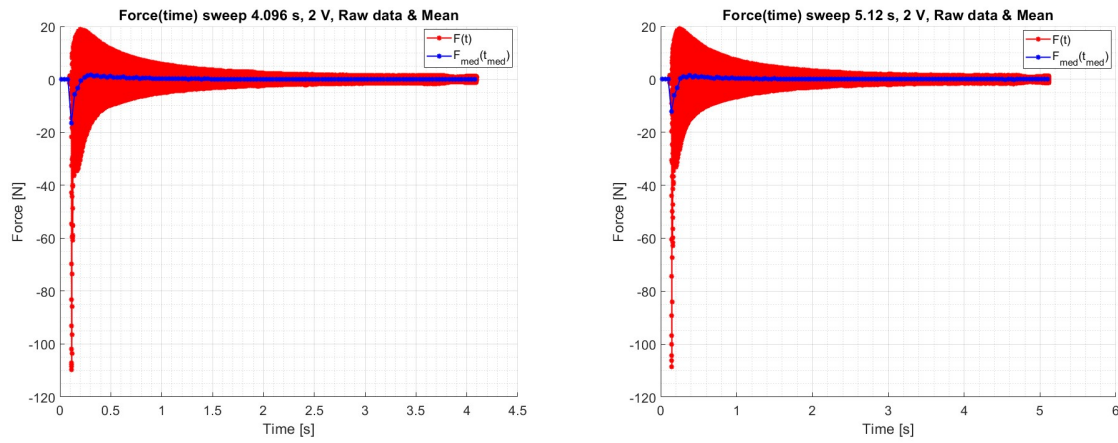 Force(time) sweep 4.096 s, 2 V, Raw data & Mean
F(t)
F_med(t_med)
20
0
-20
-40
-60
-80
-100
-120
Force [N]
0 0.5 1 1.5 2 2.5 3 3.5 4 4.5
Time [s]
Force(time) sweep 5.12 s, 2 V, Raw data & Mean
F(t)
F_med(t_med)
20
0
-20
-40
-60
-80
-100
-120
Force [N]
0 1 2 3 4 5 6
Time [s]